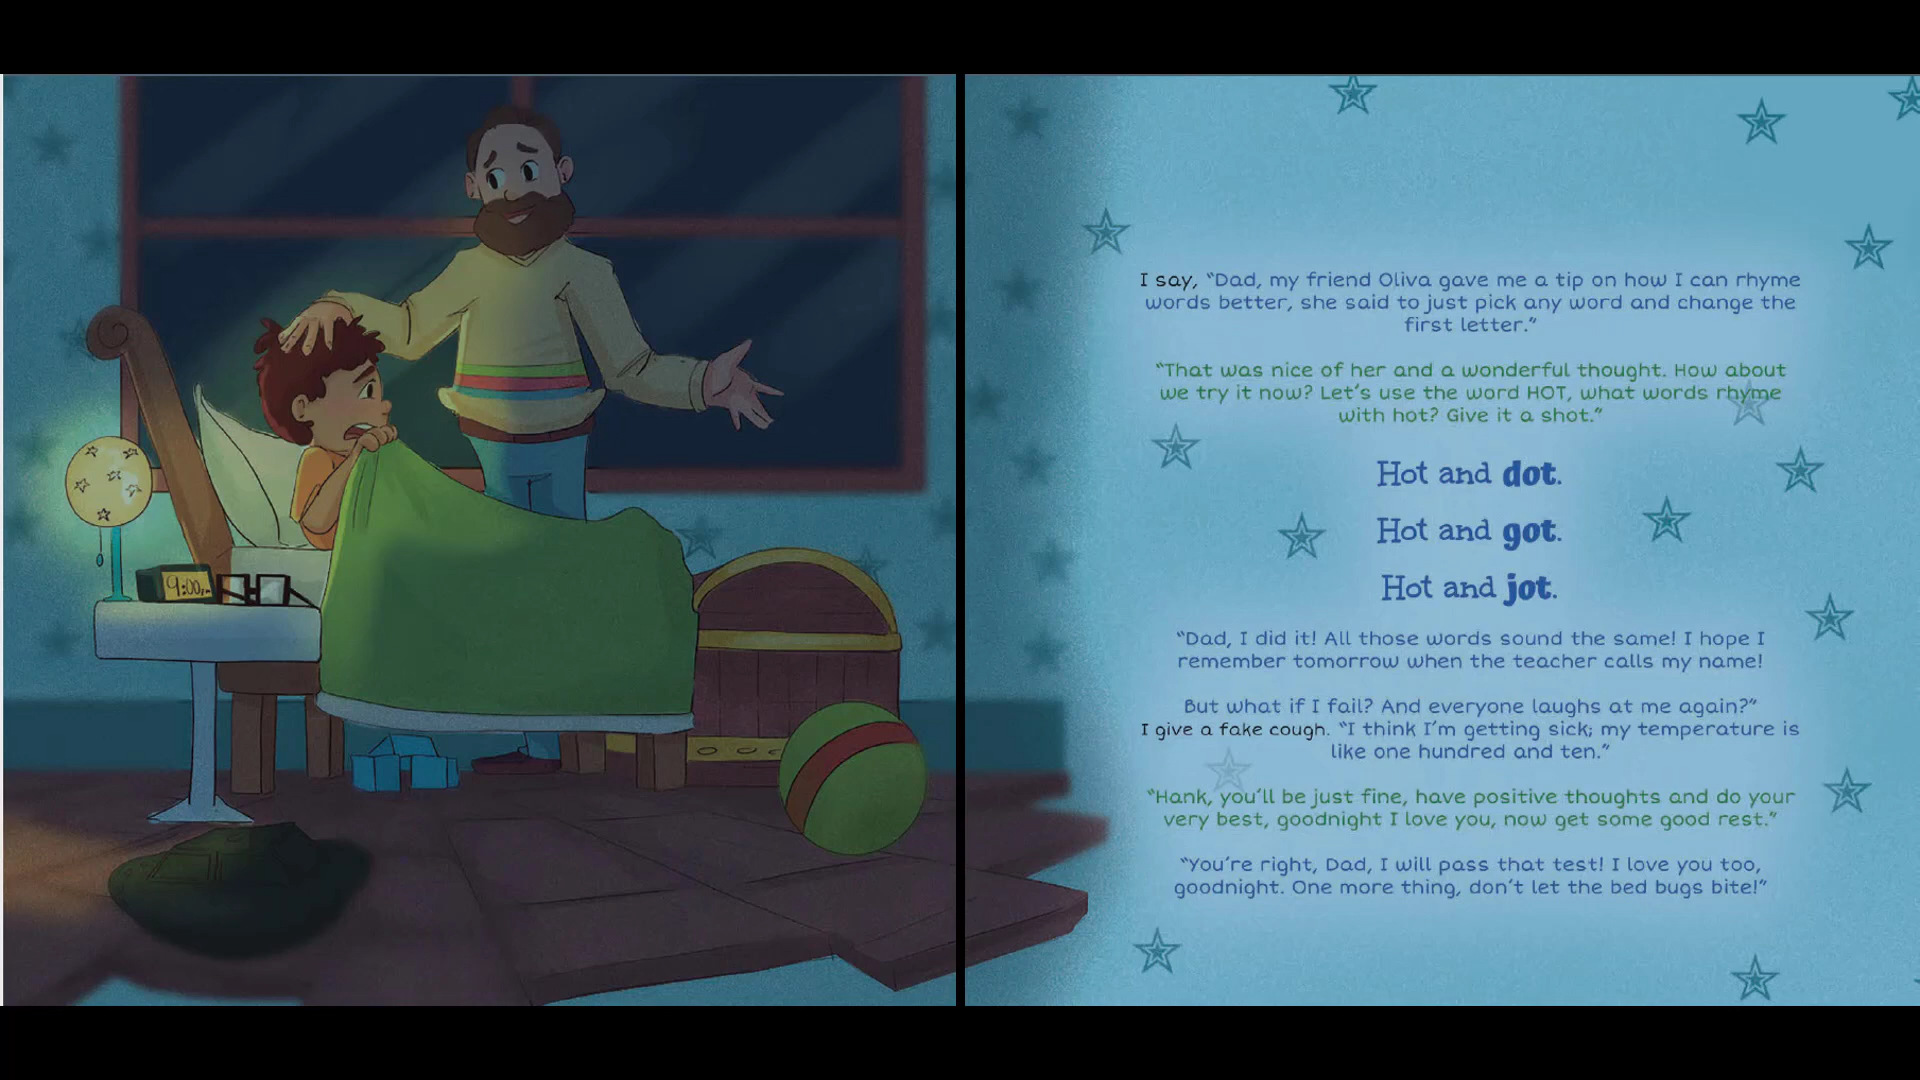 9:00
I say, “Dad, my friend Oliva gave me a tip on how I can rhyme
words better, she said to just pick any word and change the
first letter.”
“That was nice of her and a wonderful thought. How about
we try it now? Let’s use the word HOT, what words rhyme
with hot? Give it a shot.”
Hot and dot.
Hot and got.
Hot and jot.
“Dad, I did it! All those words sound the same! I hope I
remember tomorrow when the teacher calls my name!
But what if I fail? And everyone laughs at me again?”
I give a fake cough. “I think I’m getting sick; my temperature is
like one hundred and ten.”
“Hank, you’ll be just fine, have positive thoughts and do your
very best, goodnight I love you, now get some good rest.”
“You’re right, Dad, I will pass that test! I love you too,
goodnight. One more thing, don’t let the bed bugs bite!”